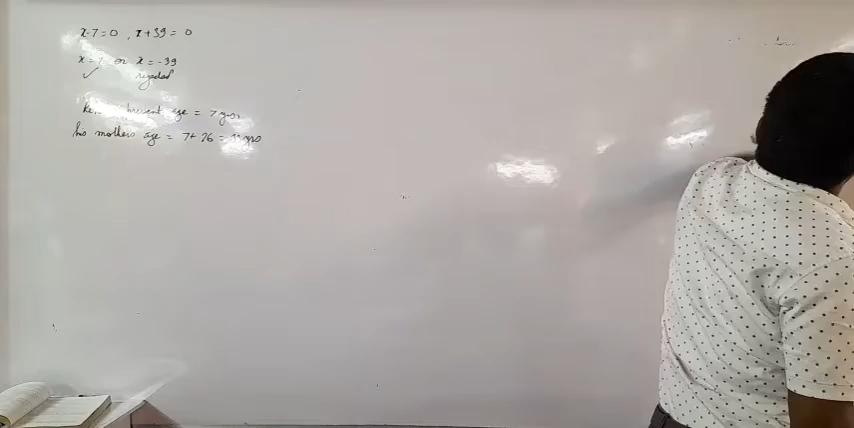 x-7=0 , x+39=0
x=7 or x=-39
✓ rejected
present age = 7 yrs.
his mothers age = 7+26 = yrs